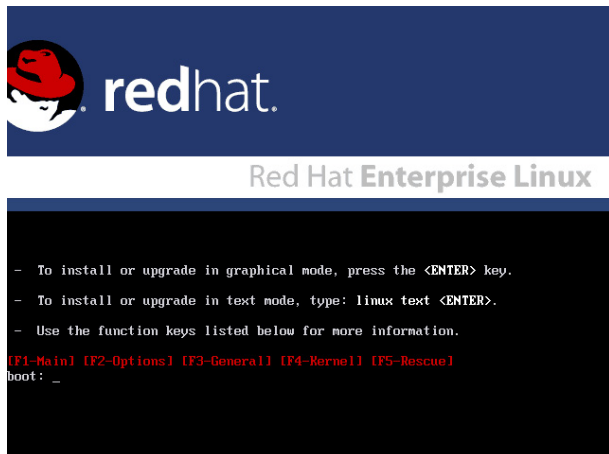 redhat.
Red Hat Enterprise Linux
- To install or upgrade in graphical mode, press the <ENTER> key.
- To install or upgrade in text mode, type: linux text <ENTER>.
- Use the function keys listed below for more information.
[F1-Main] [F2-Options] [F3-General] [F4-Kernel] [F5-Rescue]
boot: _